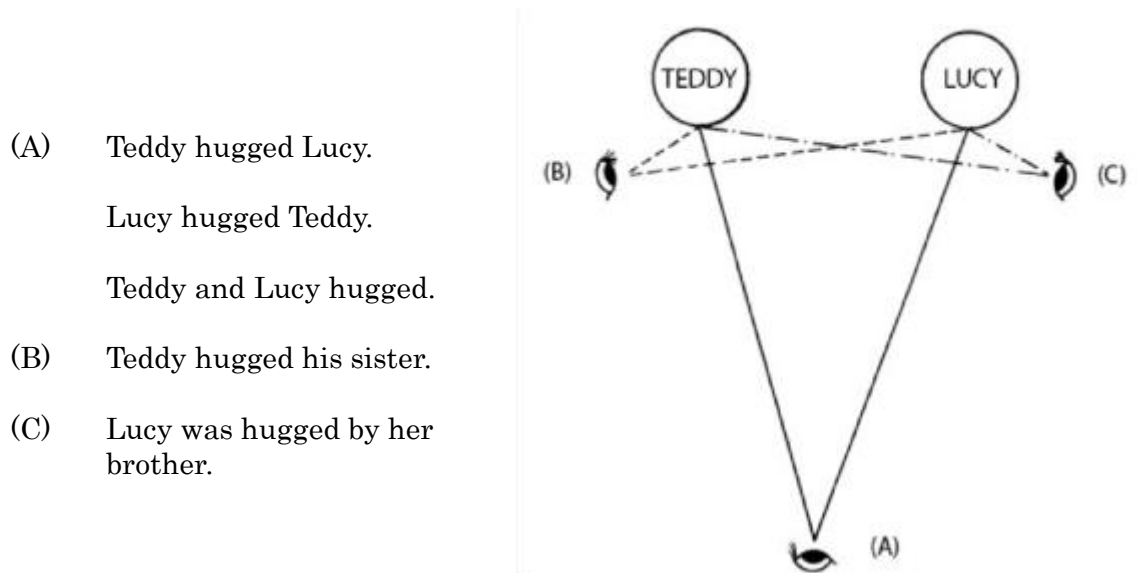 (A) Teddy hugged Lucy.
Lucy hugged Teddy.
Teddy and Lucy hugged.
(B) Teddy hugged his sister.
(C) Lucy was hugged by her
brother.
TEDDY LUCY
(B) (C)
(A)